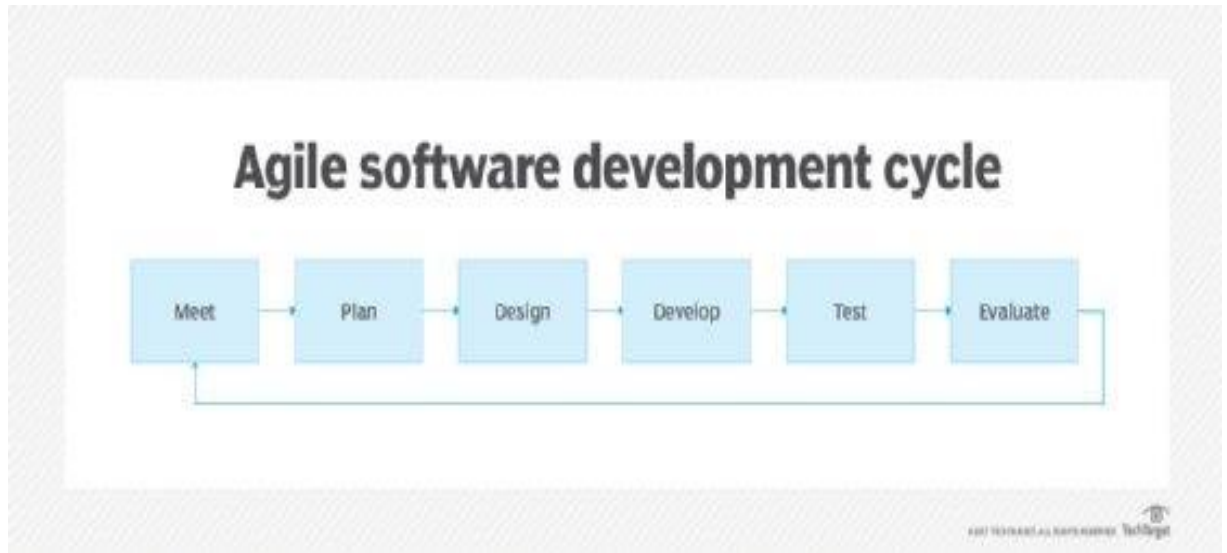 Agile software development cycle
Meet
Plan
Design
Develop
Test
Evaluate
TechTarget